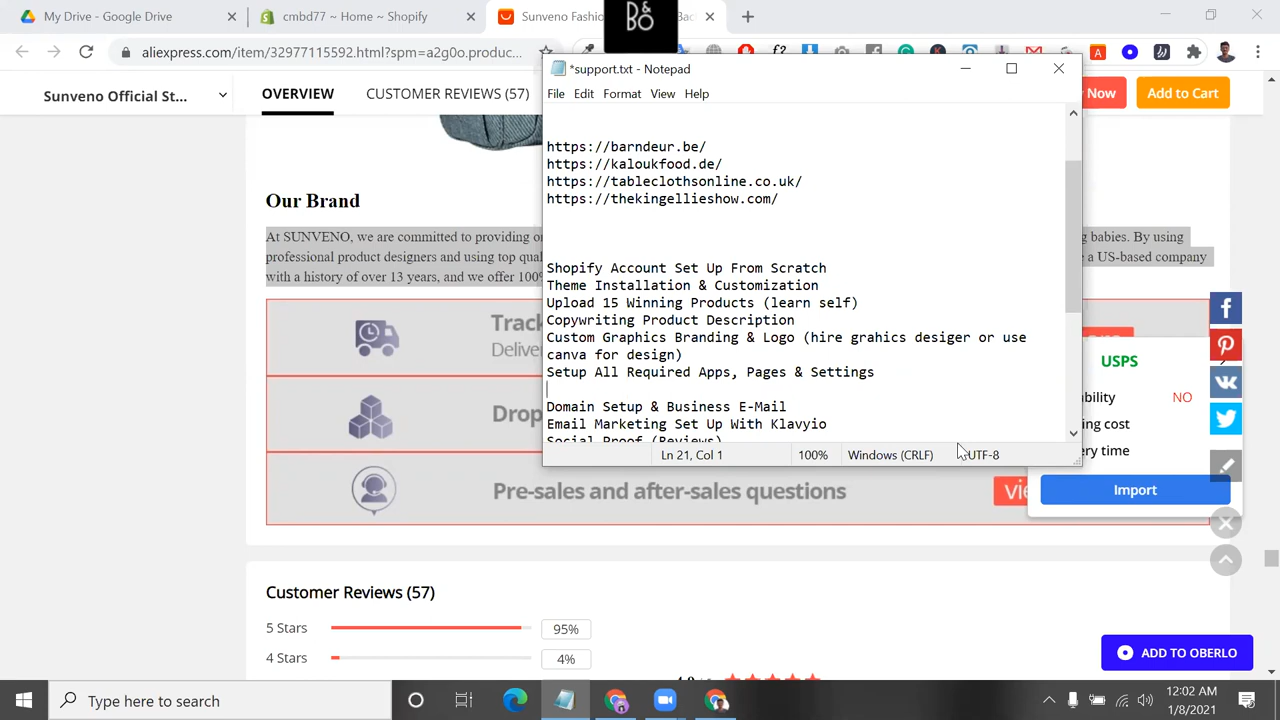 My Drive - Google Drive
cmbd77 ~ Home ~ Shopify
Sunveno Fashion
B&BO
aliexpress.com/item/32977115592.html?spm=a2g0o.produc...
Sunveno Official St...
OVERVIEW
CUSTOMER REVIEWS (57)
Now
Add to Cart
*support.txt - Notepad
File Edit Format View Help
https://barndeur.be/
https://kaloukfood.de/
https://tableclothsonline.co.uk/
https://thekingellieshow.com/
Shopify Account Set Up From Scratch
Theme Installation & Customization
Upload 15 Winning Products (learn self)
Copywriting Product Description
Custom Graphics Branding & Logo (hire grahics desiger or use
canva for design)
Setup All Required Apps, Pages & Settings
Domain Setup & Business E-Mail
Email Marketing Set Up With Klavyio
Social Proof (Reviews)
Ln 21, Col 1
100%
Windows (CRLF)
UTF-8
Our Brand
At SUNVENO, we are committed to providing
babies. By using
professional product designers and using top
a US-based company
with a history of over 13 years, and we offer 100%
Track
Deliver
Drop
Pre-sales and after-sales questions
USPS
NO
cost
time
Import
Customer Reviews (57)
5 Stars
95%
4 Stars
4%
ADD TO OBERLO
Type here to search
12:02 AM
1/8/2021